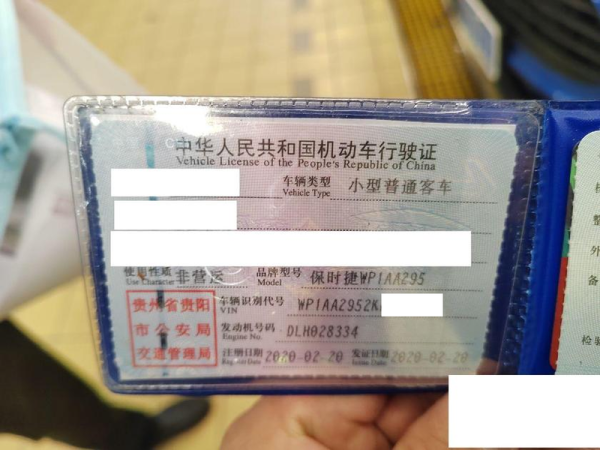 中华人民共和国机动车行驶证
Vehicle License of the People's Republic of China
车辆类型 小型普通客车
Vehicle Type
使用性质 非营运 品牌型号 保时捷WP1AA295
Use Character Model
贵州省贵阳市公安局交通管理局
车辆识别代号 WP1AA2952K
VIN
发动机号码 DLH028334
Engine No.
注册日期 2020-02-20 发证日期 2020-02-20
Register Date Issue Date